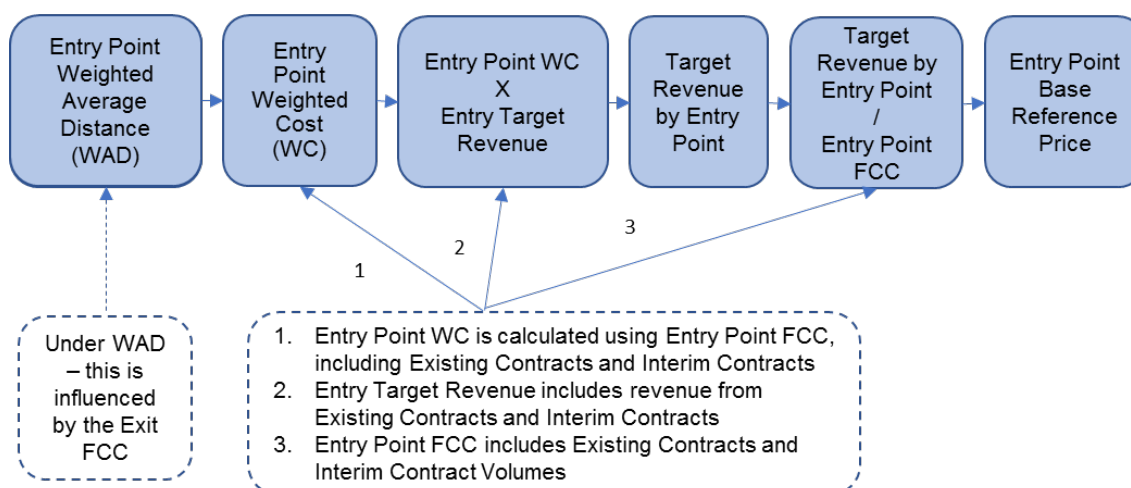 Entry Point
Weighted
Average
Distance
(WAD)
Entry
Point
Weighted
Cost
(WC)
Entry Point WC
X
Entry Target
Revenue
Target
Revenue
by Entry
Point
Target
Revenue by
Entry Point
/
Entry Point
FCC
Entry Point
Base
Reference
Price
1
2
3
Under WAD
– this is
influenced
by the Exit
FCC
1. Entry Point WC is calculated using Entry Point FCC,
including Existing Contracts and Interim Contracts
2. Entry Target Revenue includes revenue from
Existing Contracts and Interim Contracts
3. Entry Point FCC includes Existing Contracts and
Interim Contract Volumes